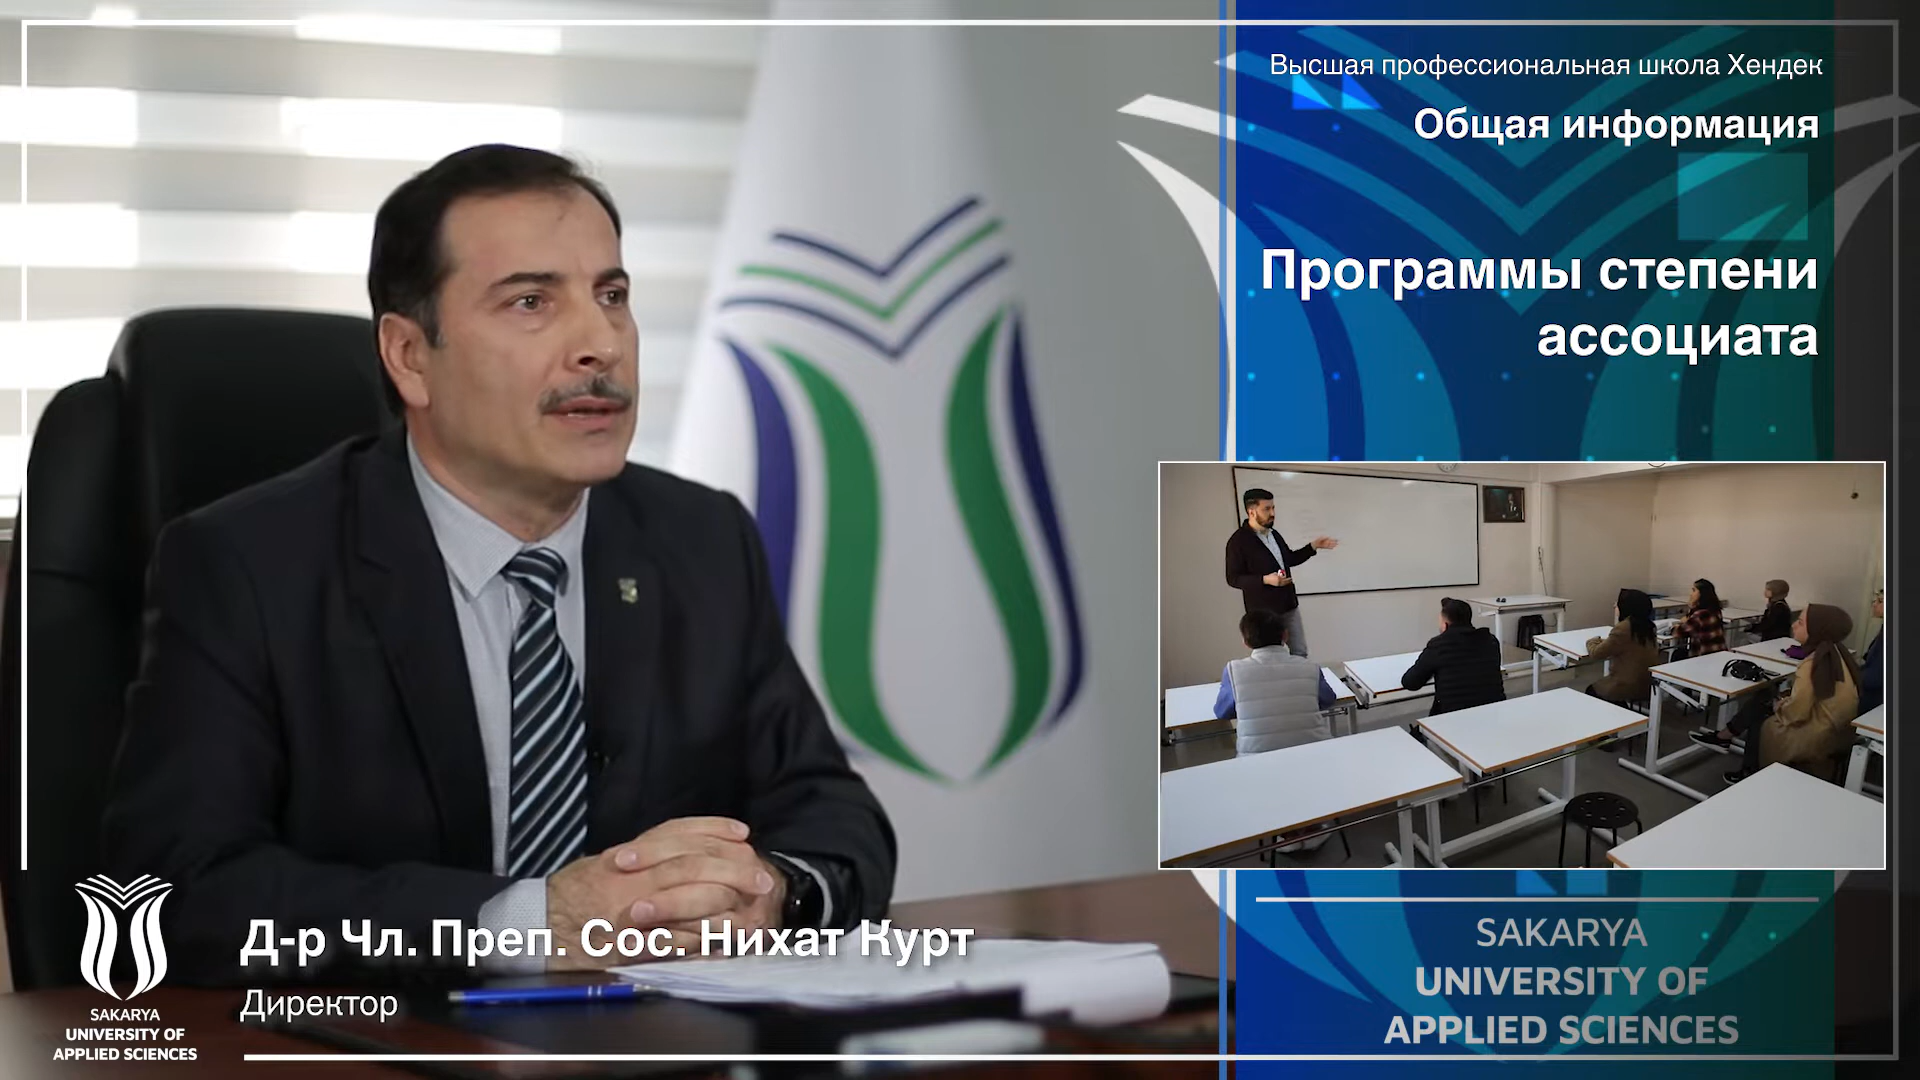 Высшая профессиональная школа Хендек
Общая информация
Программы степени
ассоциата
Д-р Чл. Преп. Сос. Нихат Курт
Директор
SAKARYA
UNIVERSITY OF
APPLIED SCIENCES
SAKARYA
UNIVERSITY OF
APPLIED SCIENCES